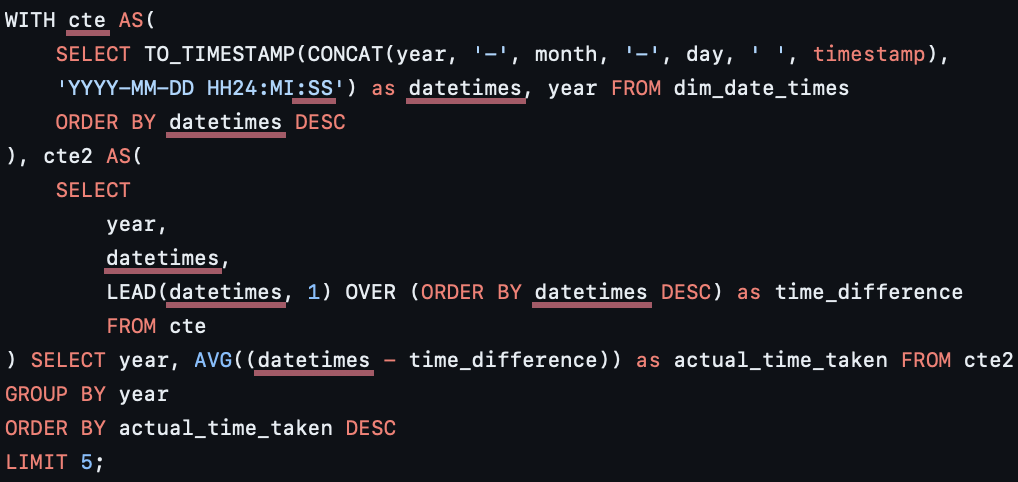 WITH cte AS(
    SELECT TO_TIMESTAMP(CONCAT(year, '-', month, '-', day, ' ', timestamp),
    'YYYY-MM-DD HH24:MI:SS') as datetimes, year FROM dim_date_times
    ORDER BY datetimes DESC
), cte2 AS(
    SELECT
        year,
        datetimes,
        LEAD(datetimes, 1) OVER (ORDER BY datetimes DESC) as time_difference
        FROM cte
) SELECT year, AVG((datetimes - time_difference)) as actual_time_taken FROM cte2
GROUP BY year
ORDER BY actual_time_taken DESC
LIMIT 5;